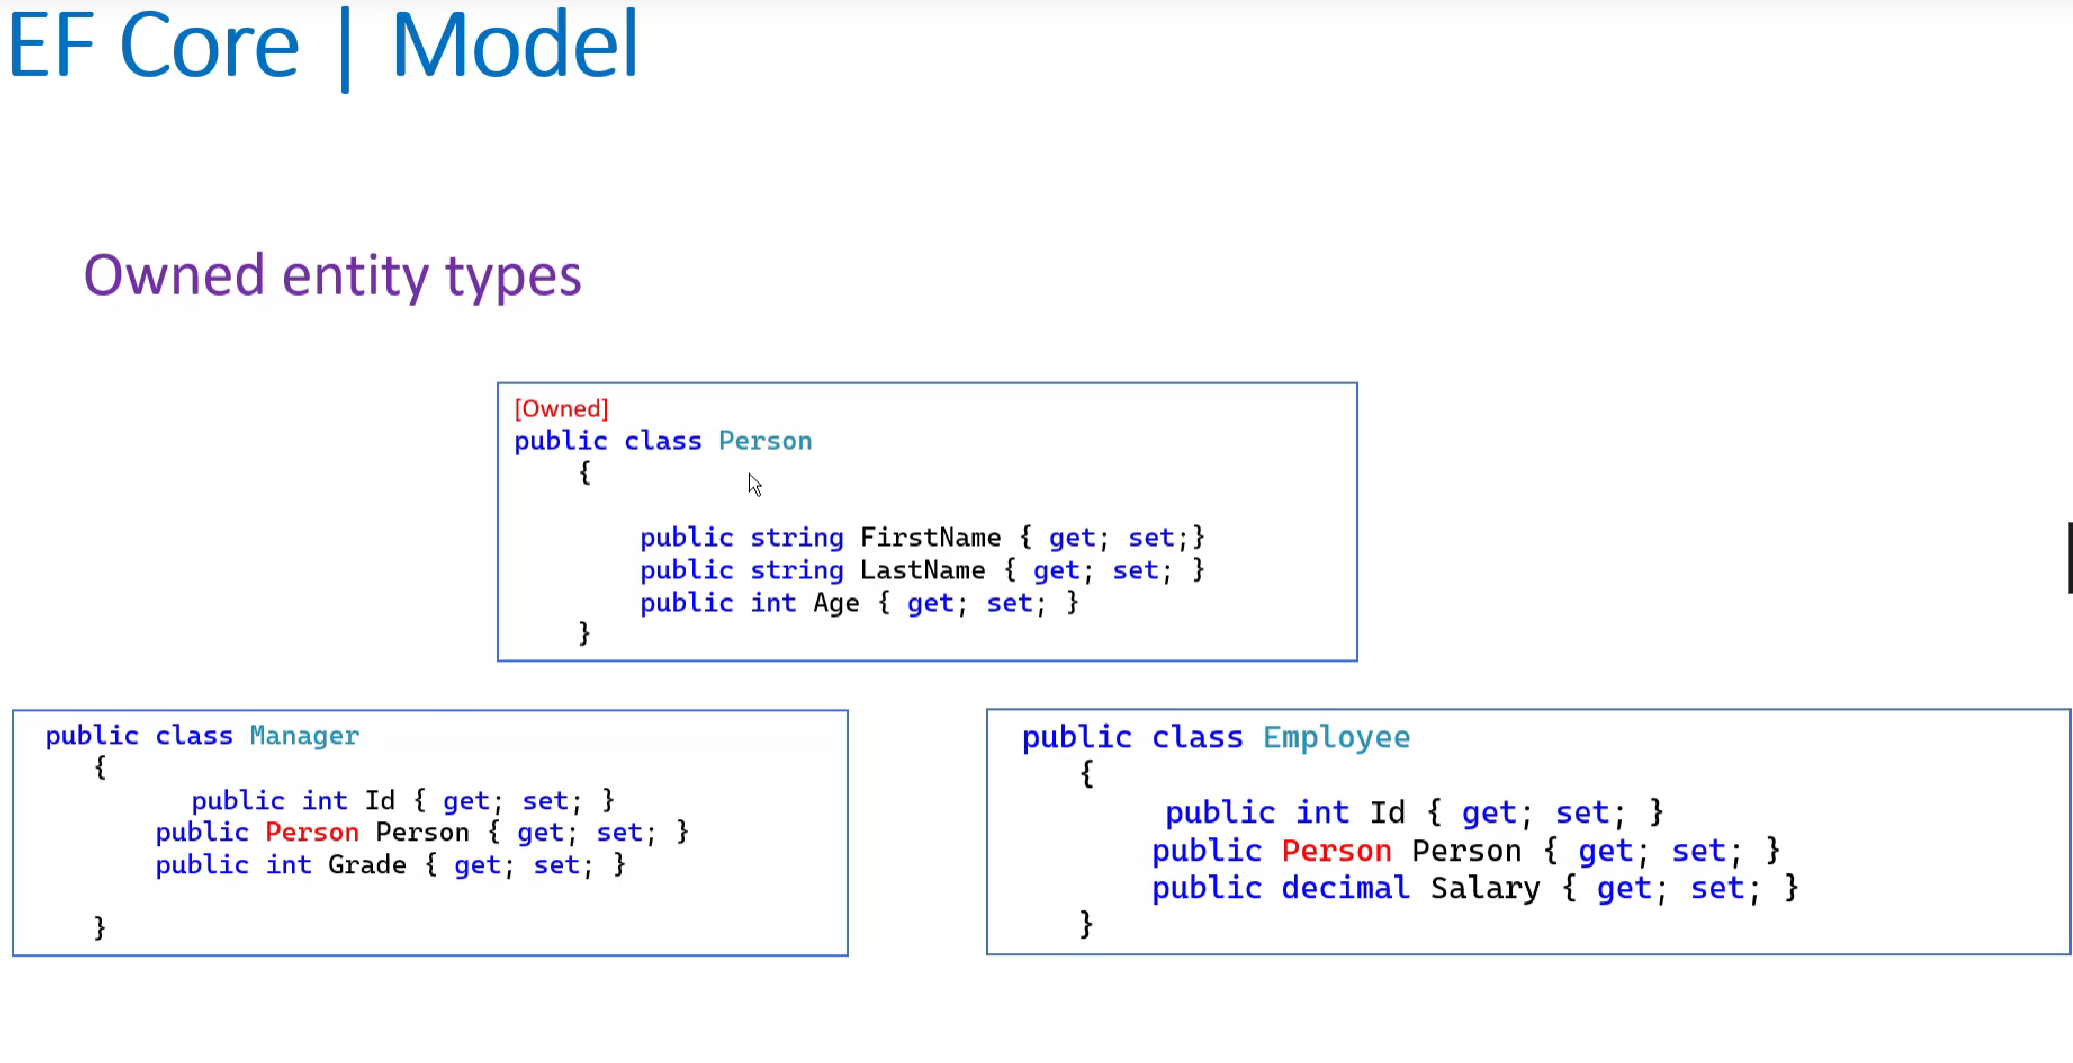 EF Core | Model
Owned entity types
[Owned]
public class Person
{
public string FirstName { get; set;}
public string LastName { get; set; }
public int Age { get; set; }
}
public class Manager
{
public int Id { get; set; }
public Person Person { get; set; }
public int Grade { get; set; }
}
public class Employee
{
public int Id { get; set; }
public Person Person { get; set; }
public decimal Salary { get; set; }
}